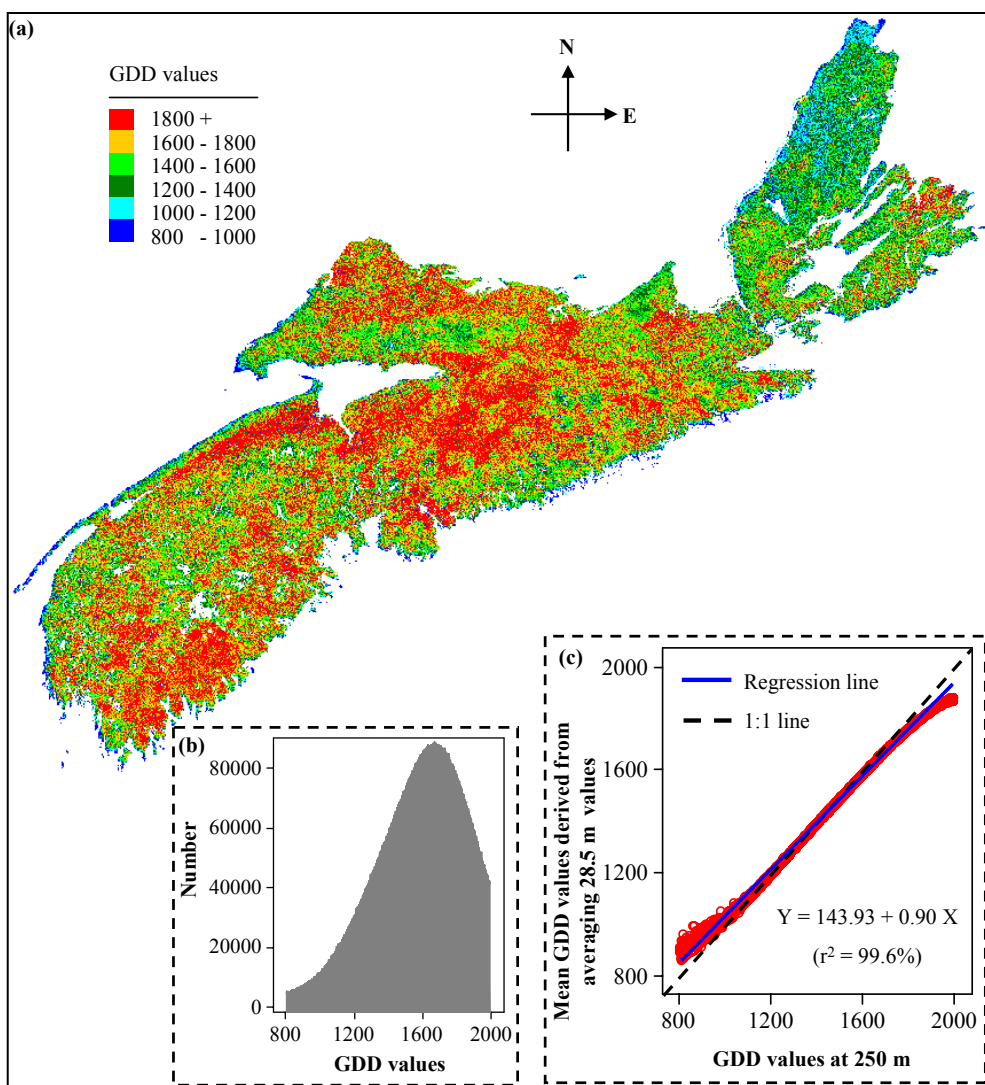 (a)
N
E
GDD values
1800 +
1600 - 1800
1400 - 1600
1200 - 1400
1000 - 1200
800 - 1000
(b)
Number
80000
60000
40000
20000
0
800 1200 1600 2000
GDD values
(c)
Mean GDD values derived from
averaging 28.5 m values
2000
1600
1200
800
Regression line
1:1 line
Y = 143.93 + 0.90 X
(r² = 99.6%)
800 1200 1600 2000
GDD values at 250 m